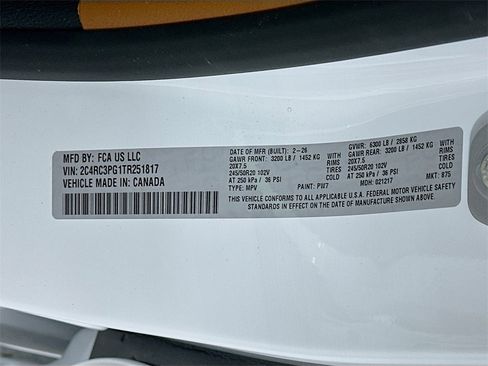 MFD BY: FCA US LLC
VIN: 2C4RC3PG1TR251817
VEHICLE MADE IN: CANADA
DATE OF MFR (BUILT): 2-26 GVWR: 6300 LB / 2858 KG
GAWR FRONT: 3200 LB / 1452 KG WITH GAWR REAR: 3200 LB / 1452 KG WITH
20X7.5 RIMS 20X7.5 RIMS
245/50R20 102V TIRES 245/50R20 102V TIRES
AT 250 kPa / 36 PSI COLD AT 250 kPa / 36 PSI COLD
TYPE: MPV PAINT: PW7 MDH: 021217 MKT: 875
THIS VEHICLE CONFORMS TO ALL APPLICABLE U.S.A. FEDERAL MOTOR VEHICLE SAFETY
STANDARDS IN EFFECT ON THE DATE OF MANUFACTURE SHOWN ABOVE.